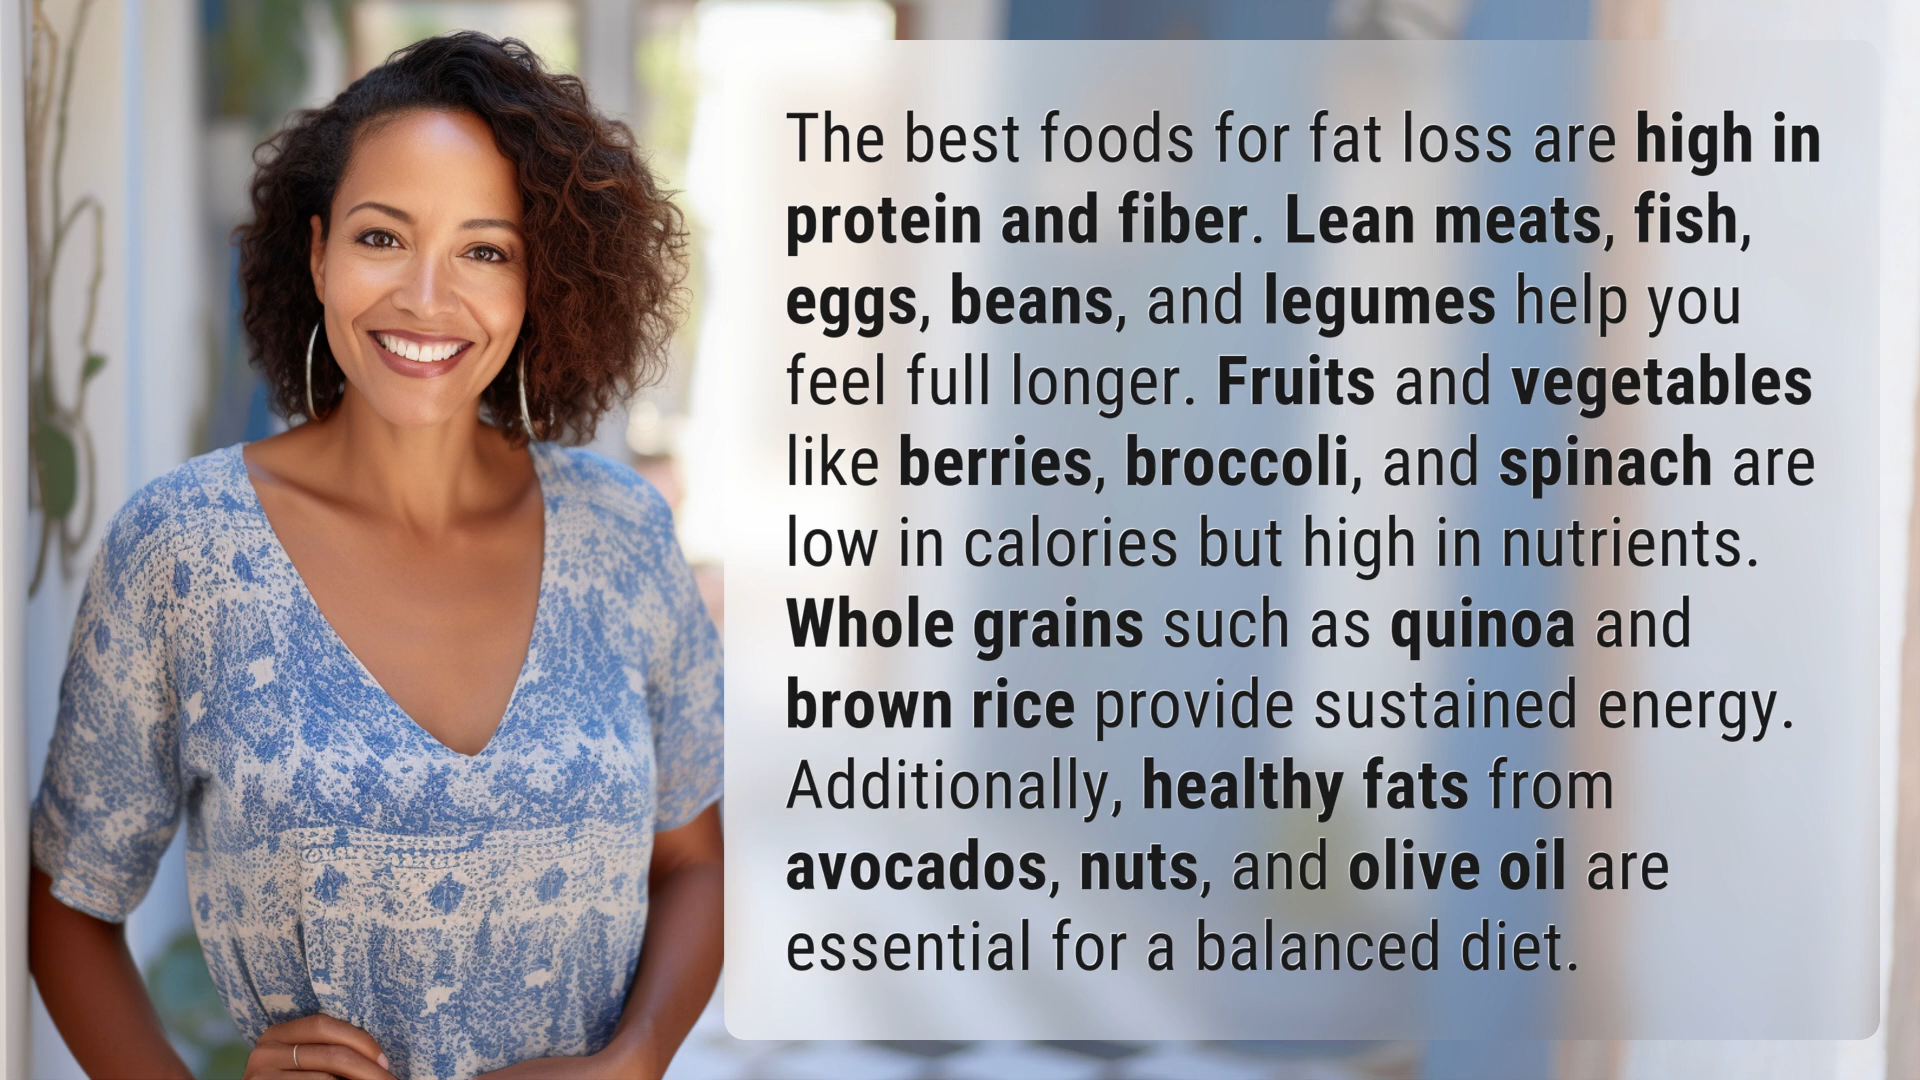 The best foods for fat loss are high in
protein and fiber. Lean meats, fish,
eggs, beans, and legumes help you
feel full longer. Fruits and vegetables
like berries, broccoli, and spinach are
low in calories but high in nutrients.
Whole grains such as quinoa and
brown rice provide sustained energy.
Additionally, healthy fats from
avocados, nuts, and olive oil are
essential for a balanced diet.